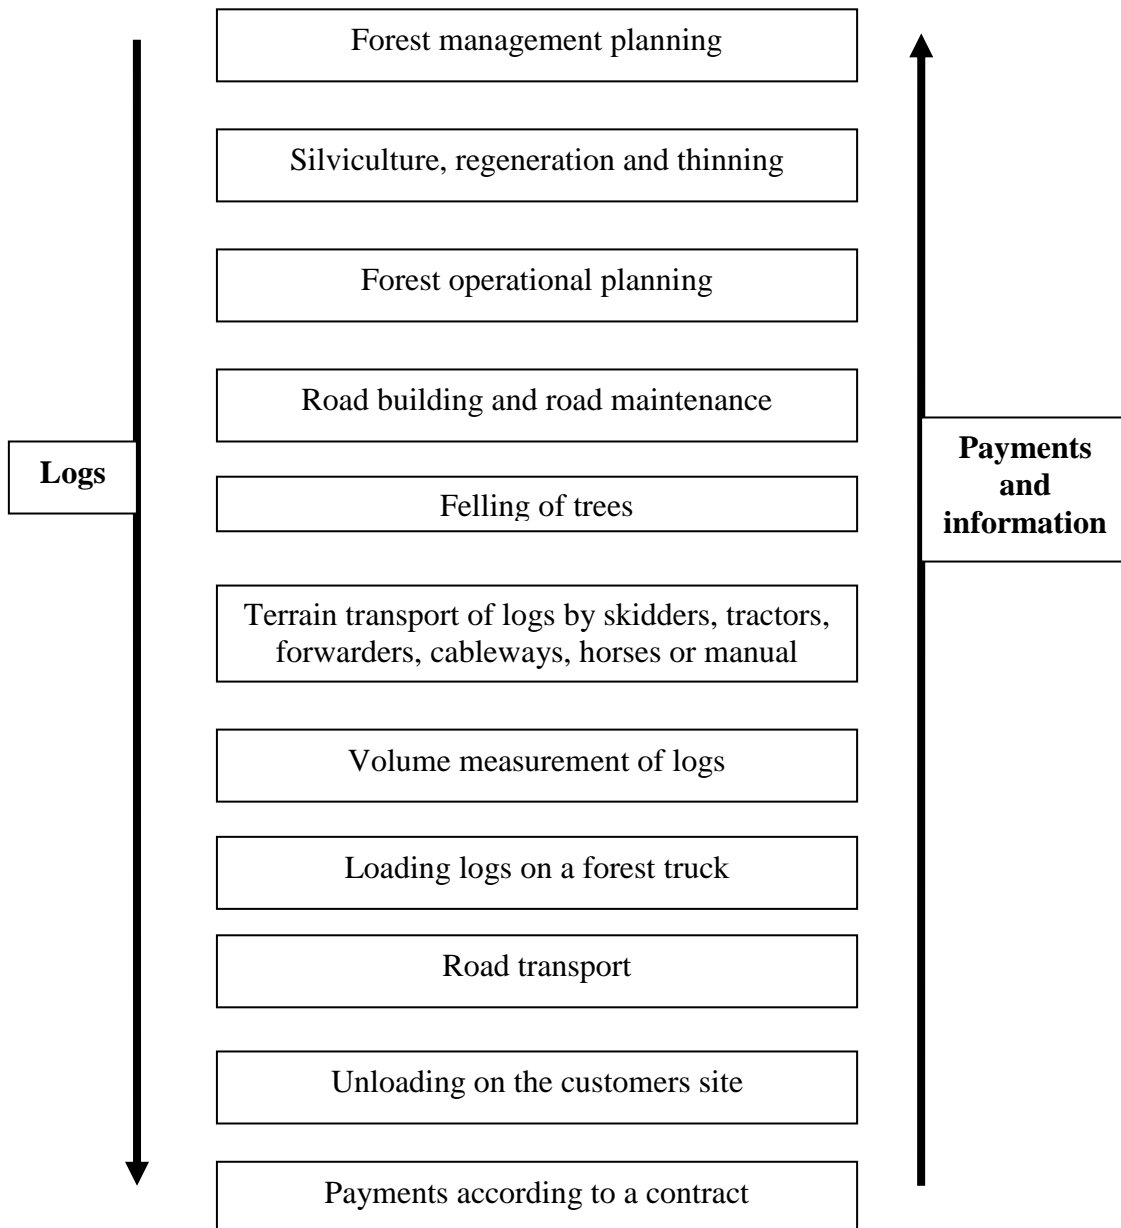 Forest management planning
Silviculture, regeneration and thinning
Forest operational planning
Road building and road maintenance
Logs
Payments
and
information
Felling of trees
Terrain transport of logs by skidders, tractors,
forwarders, cableways, horses or manual
Volume measurement of logs
Loading logs on a forest truck
Road transport
Unloading on the customers site
Payments according to a contract